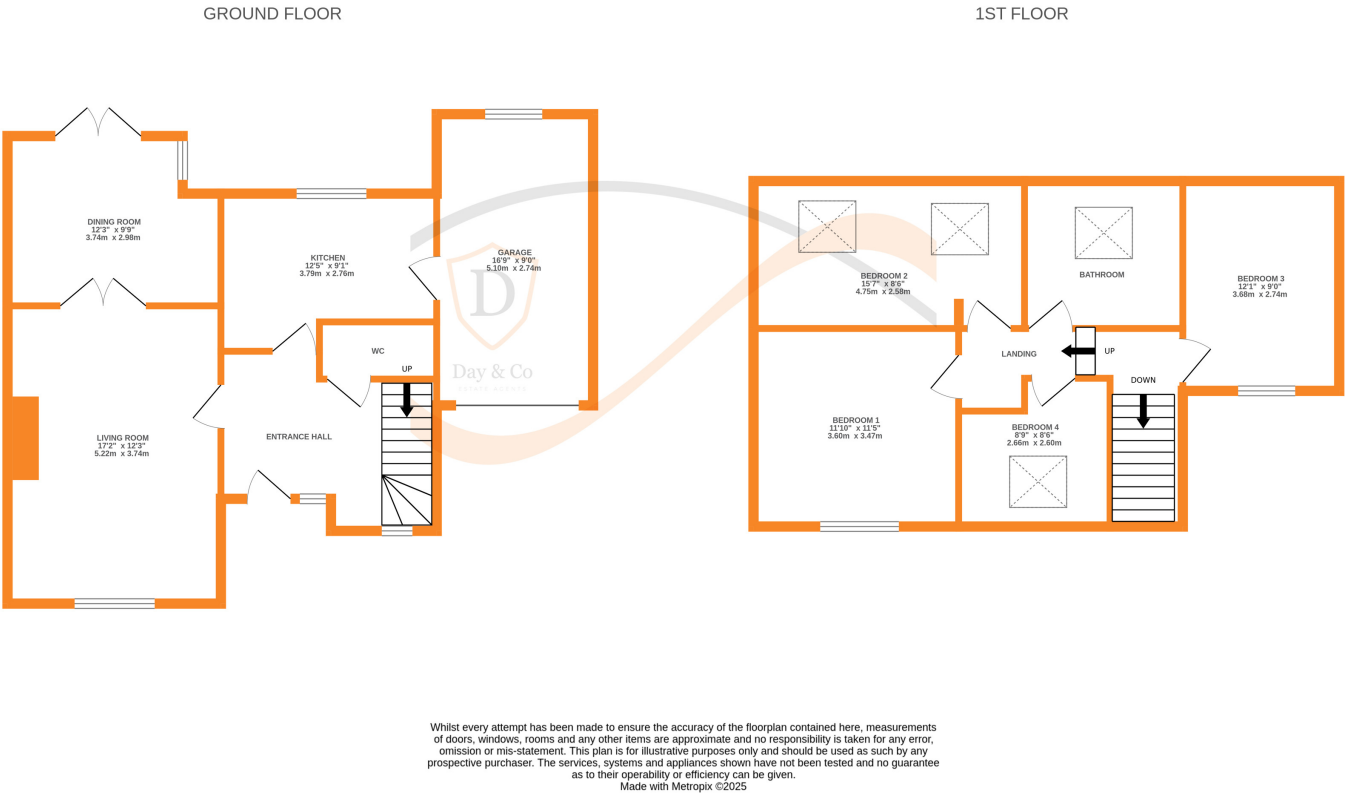 GROUND FLOOR
1ST FLOOR
DINING ROOM
12'3" x 9'9"
3.74m x 2.98m
KITCHEN
12'5" x 9'1"
3.79m x 2.76m
GARAGE
16'9" x 9'0"
5.10m x 2.74m
WC
UP
ENTRANCE HALL
LIVING ROOM
17'2" x 12'3"
5.22m x 3.74m
D
Day & Co
ESTATE AGENTS
BEDROOM 2
15'7" x 8'6"
4.75m x 2.58m
BATHROOM
BEDROOM 3
12'1" x 9'0"
3.68m x 2.74m
LANDING
UP
DOWN
BEDROOM 1
11'10" x 11'5"
3.60m x 3.47m
BEDROOM 4
8'9" x 8'6"
2.66m x 2.60m
Whilst every attempt has been made to ensure the accuracy of the floorplan contained here, measurements
of doors, windows, rooms and any other items are approximate and no responsibility is taken for any error,
omission or mis-statement. This plan is for illustrative purposes only and should be used as such by any
prospective purchaser. The services, systems and appliances shown have not been tested and no guarantee
as to their operability or efficiency can be given.
Made with Metropix ©2025